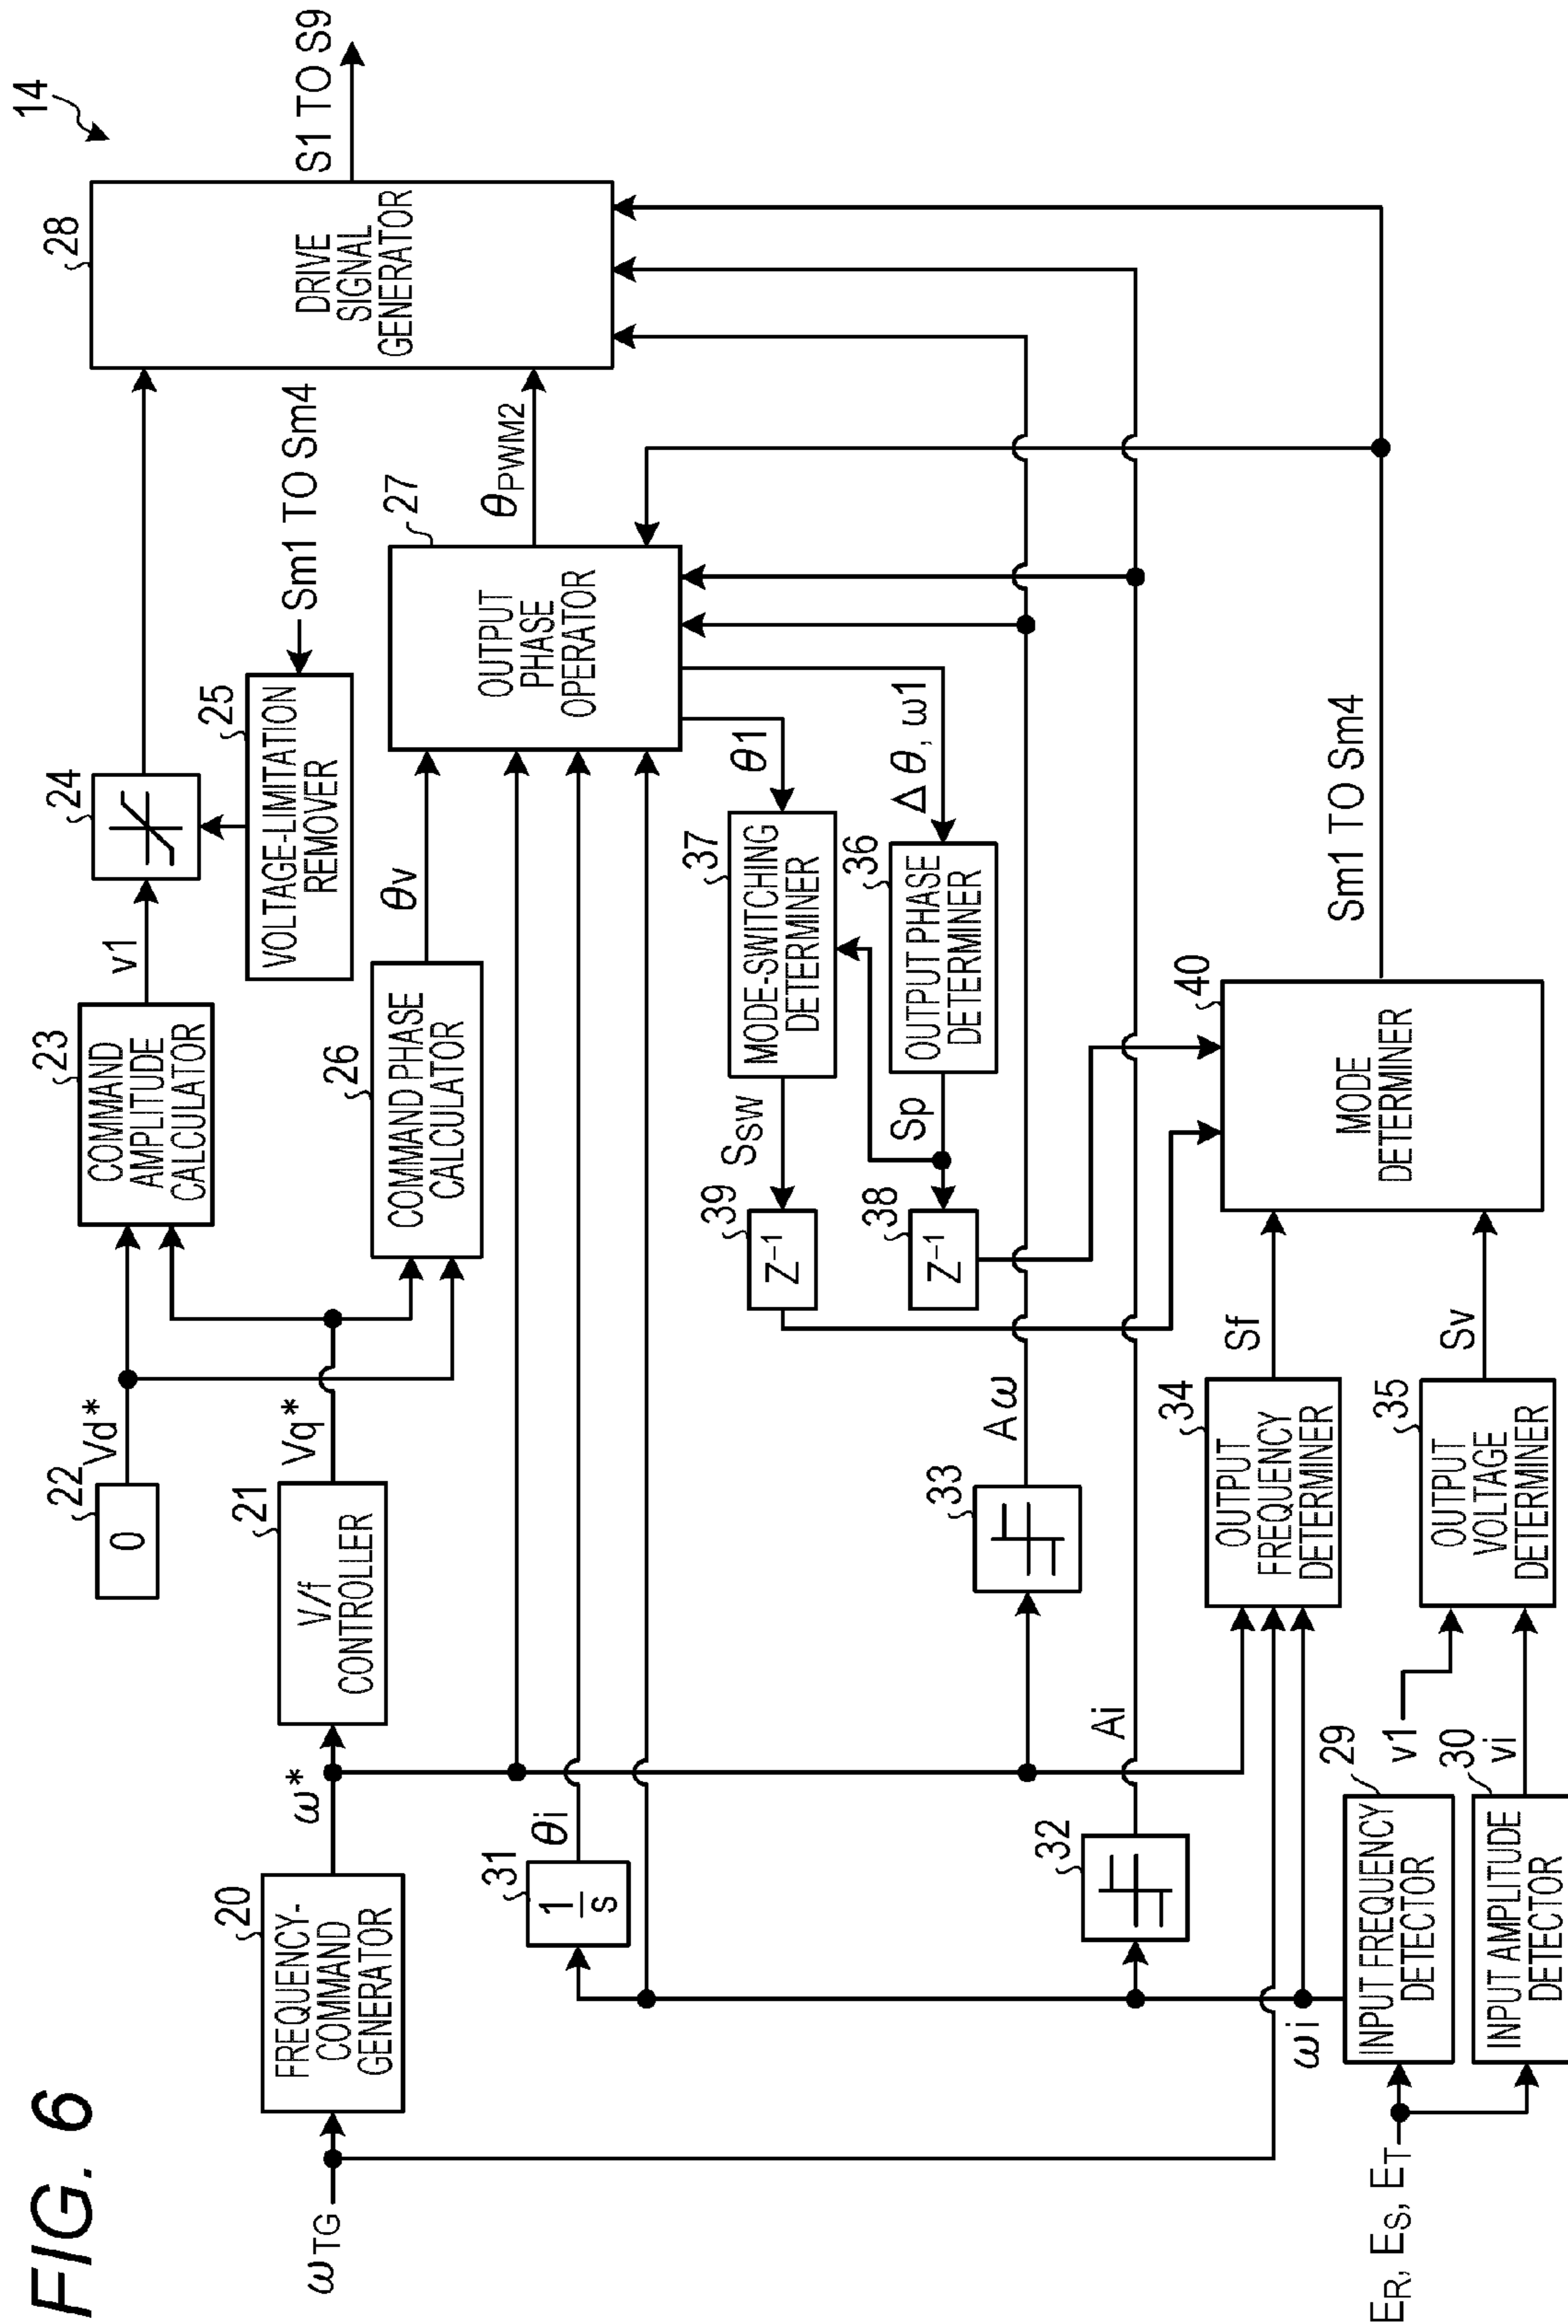 FIG. 6
14
ωTG
20
FREQUENCY-
COMMAND
GENERATOR
ω*
22
0
Vd*
21
V/f
CONTROLLER
Vq*
23
COMMAND
AMPLITUDE
CALCULATOR
v1
24
25
VOLTAGE-LIMITATION
REMOVER
Sm1 TO Sm4
26
COMMAND PHASE
CALCULATOR
θv
27
OUTPUT
PHASE
OPERATOR
θPWM2
28
DRIVE
SIGNAL
GENERATOR
S1 TO S9
31
1
s
θi
θ1
Δθ, ω1
37
MODE-SWITCHING
DETERMINER
SSW
39
Z⁻¹
36
OUTPUT PHASE
DETERMINER
Sp
38
Z⁻¹
33
Aω
32
Ai
34
OUTPUT
FREQUENCY
DETERMINER
Sf
35
OUTPUT
VOLTAGE
DETERMINER
Sv
40
MODE
DETERMINER
Sm1 TO Sm4
ωi
ER, ES, ET
29
INPUT FREQUENCY
DETECTOR
v1
30
INPUT AMPLITUDE
DETECTOR
vi